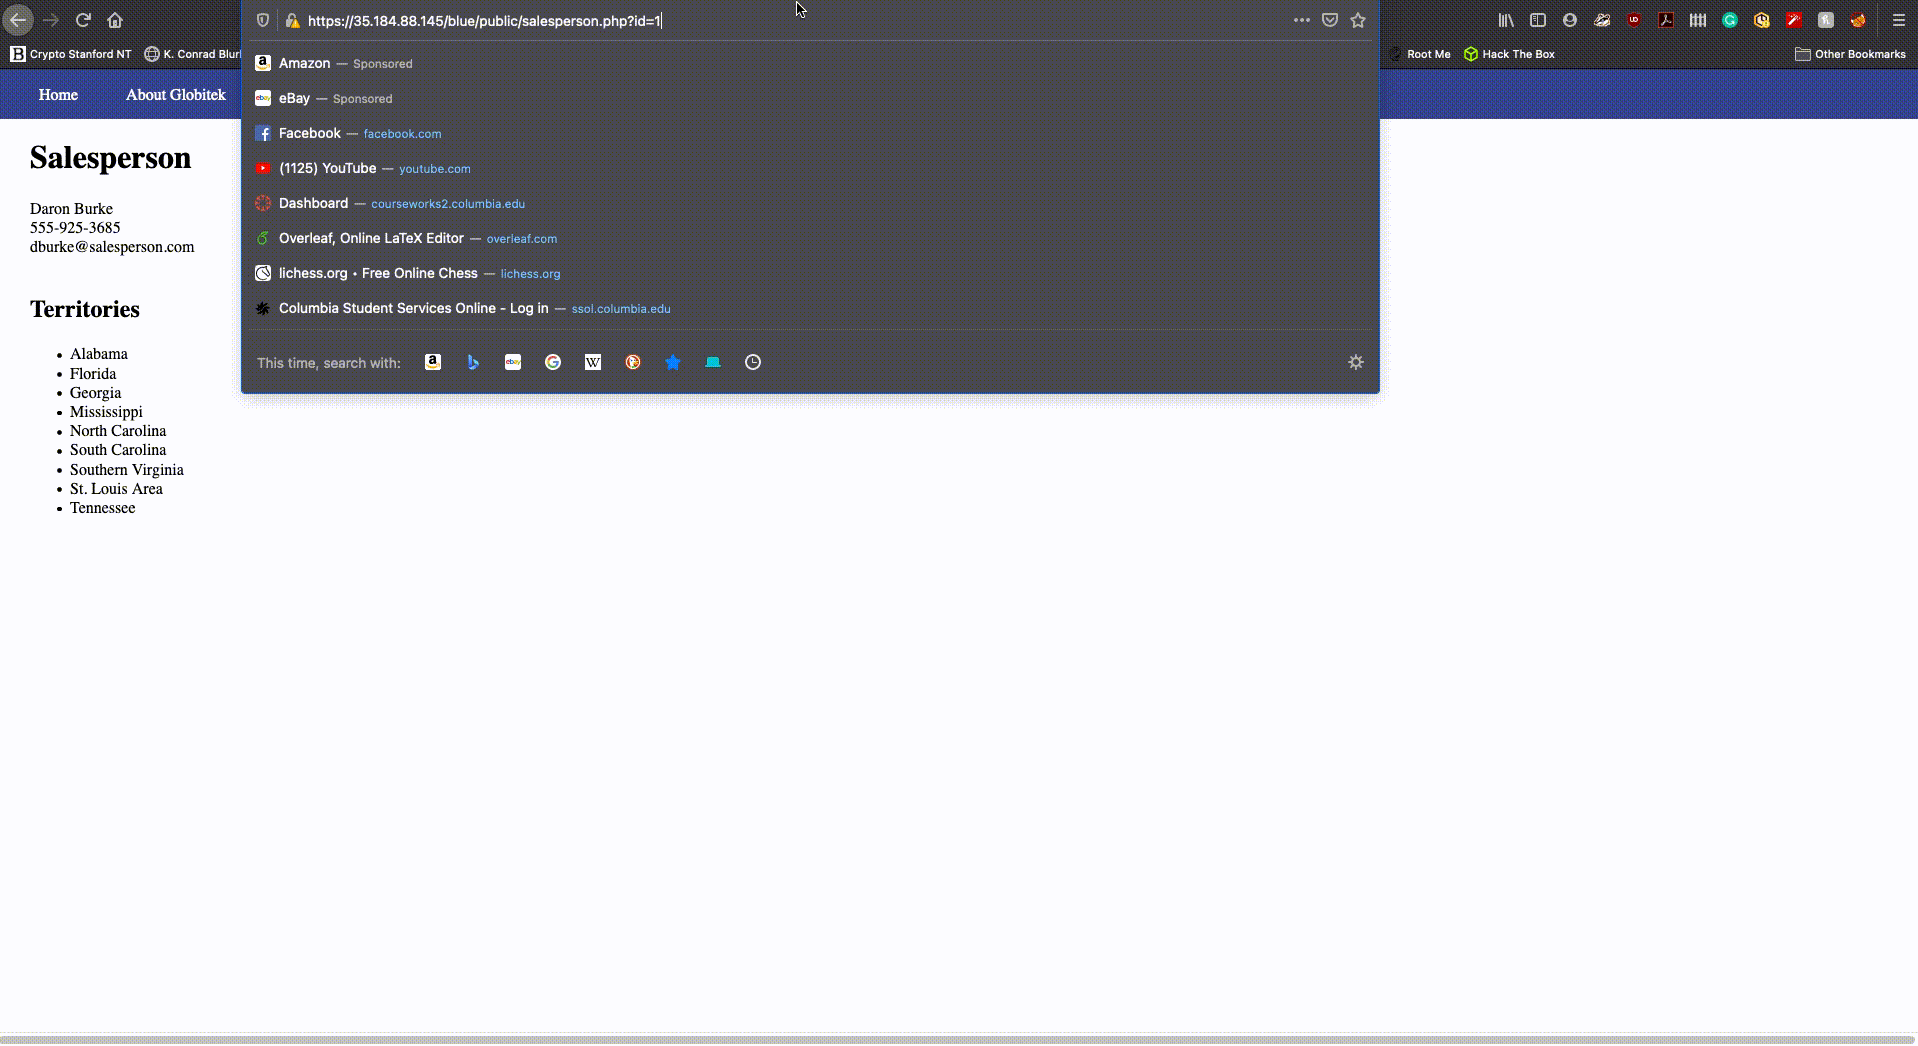 https://35.184.88.145/blue/public/salesperson.php?id=1
Crypto Stanford NT
K. Conrad Blur
Root Me
Hack The Box
Other Bookmarks
Amazon — Sponsored
eBay — Sponsored
Facebook — facebook.com
(1125) YouTube — youtube.com
Dashboard — courseworks2.columbia.edu
Overleaf, Online LaTeX Editor — overleaf.com
lichess.org • Free Online Chess — lichess.org
Columbia Student Services Online - Log in — ssol.columbia.edu
This time, search with:
Home
About Globitek
Salesperson
Daron Burke
555-925-3685
dburke@salesperson.com
Territories
• Alabama
• Florida
• Georgia
• Mississippi
• North Carolina
• South Carolina
• Southern Virginia
• St. Louis Area
• Tennessee